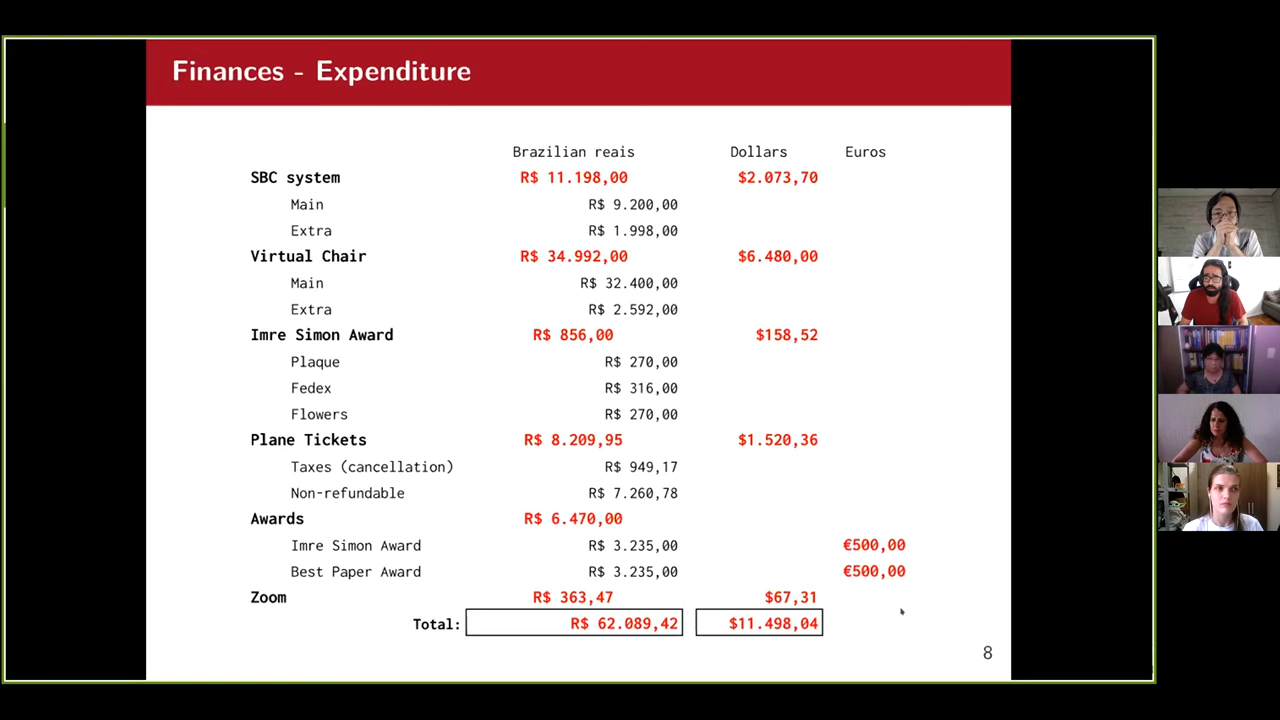 Finances - Expenditure
Brazilian reais Dollars Euros
SBC system R$ 11.198,00 $2.073,70
Main R$ 9.200,00
Extra R$ 1.998,00
Virtual Chair R$ 34.992,00 $6.480,00
Main R$ 32.400,00
Extra R$ 2.592,00
Imre Simon Award R$ 856,00 $158,52
Plaque R$ 270,00
Fedex R$ 316,00
Flowers R$ 270,00
Plane Tickets R$ 8.209,95 $1.520,36
Taxes (cancellation) R$ 949,17
Non-refundable R$ 7.260,78
Awards R$ 6.470,00
Imre Simon Award R$ 3.235,00 €500,00
Best Paper Award R$ 3.235,00 €500,00
Zoom R$ 363,47 $67,31
Total: R$ 62.089,42 $11.498,04
8